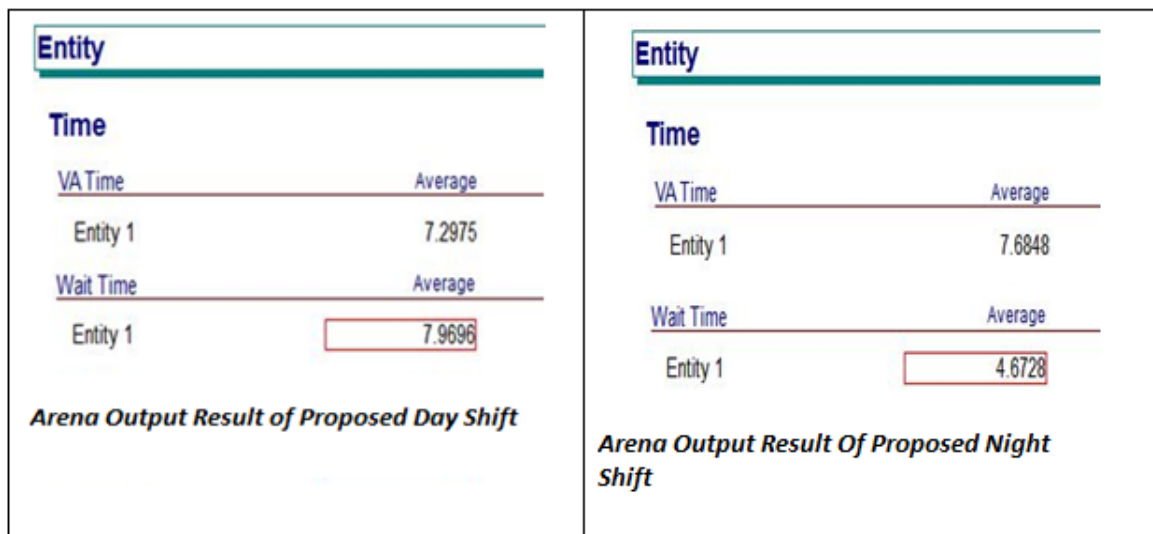 Entity
Time
VA Time Average
Entity 1 7.2975
Wait Time Average
Entity 1 7.9696
Arena Output Result of Proposed Day Shift
Entity
Time
VA Time Average
Entity 1 7.6848
Wait Time Average
Entity 1 4.6728
Arena Output Result Of Proposed Night
Shift